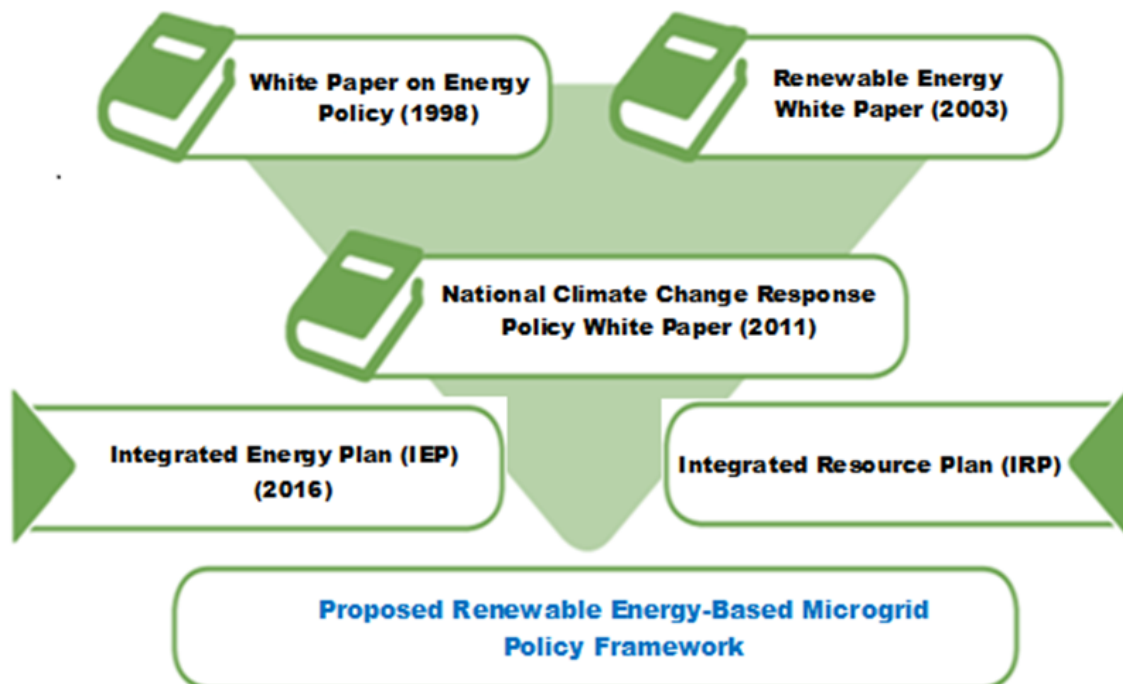 White Paper on Energy
Policy (1998)
Renewable Energy
White Paper (2003)
National Climate Change Response
Policy White Paper (2011)
Integrated Energy Plan (IEP)
(2016)
Integrated Resource Plan (IRP)
Proposed Renewable Energy-Based Microgrid
Policy Framework